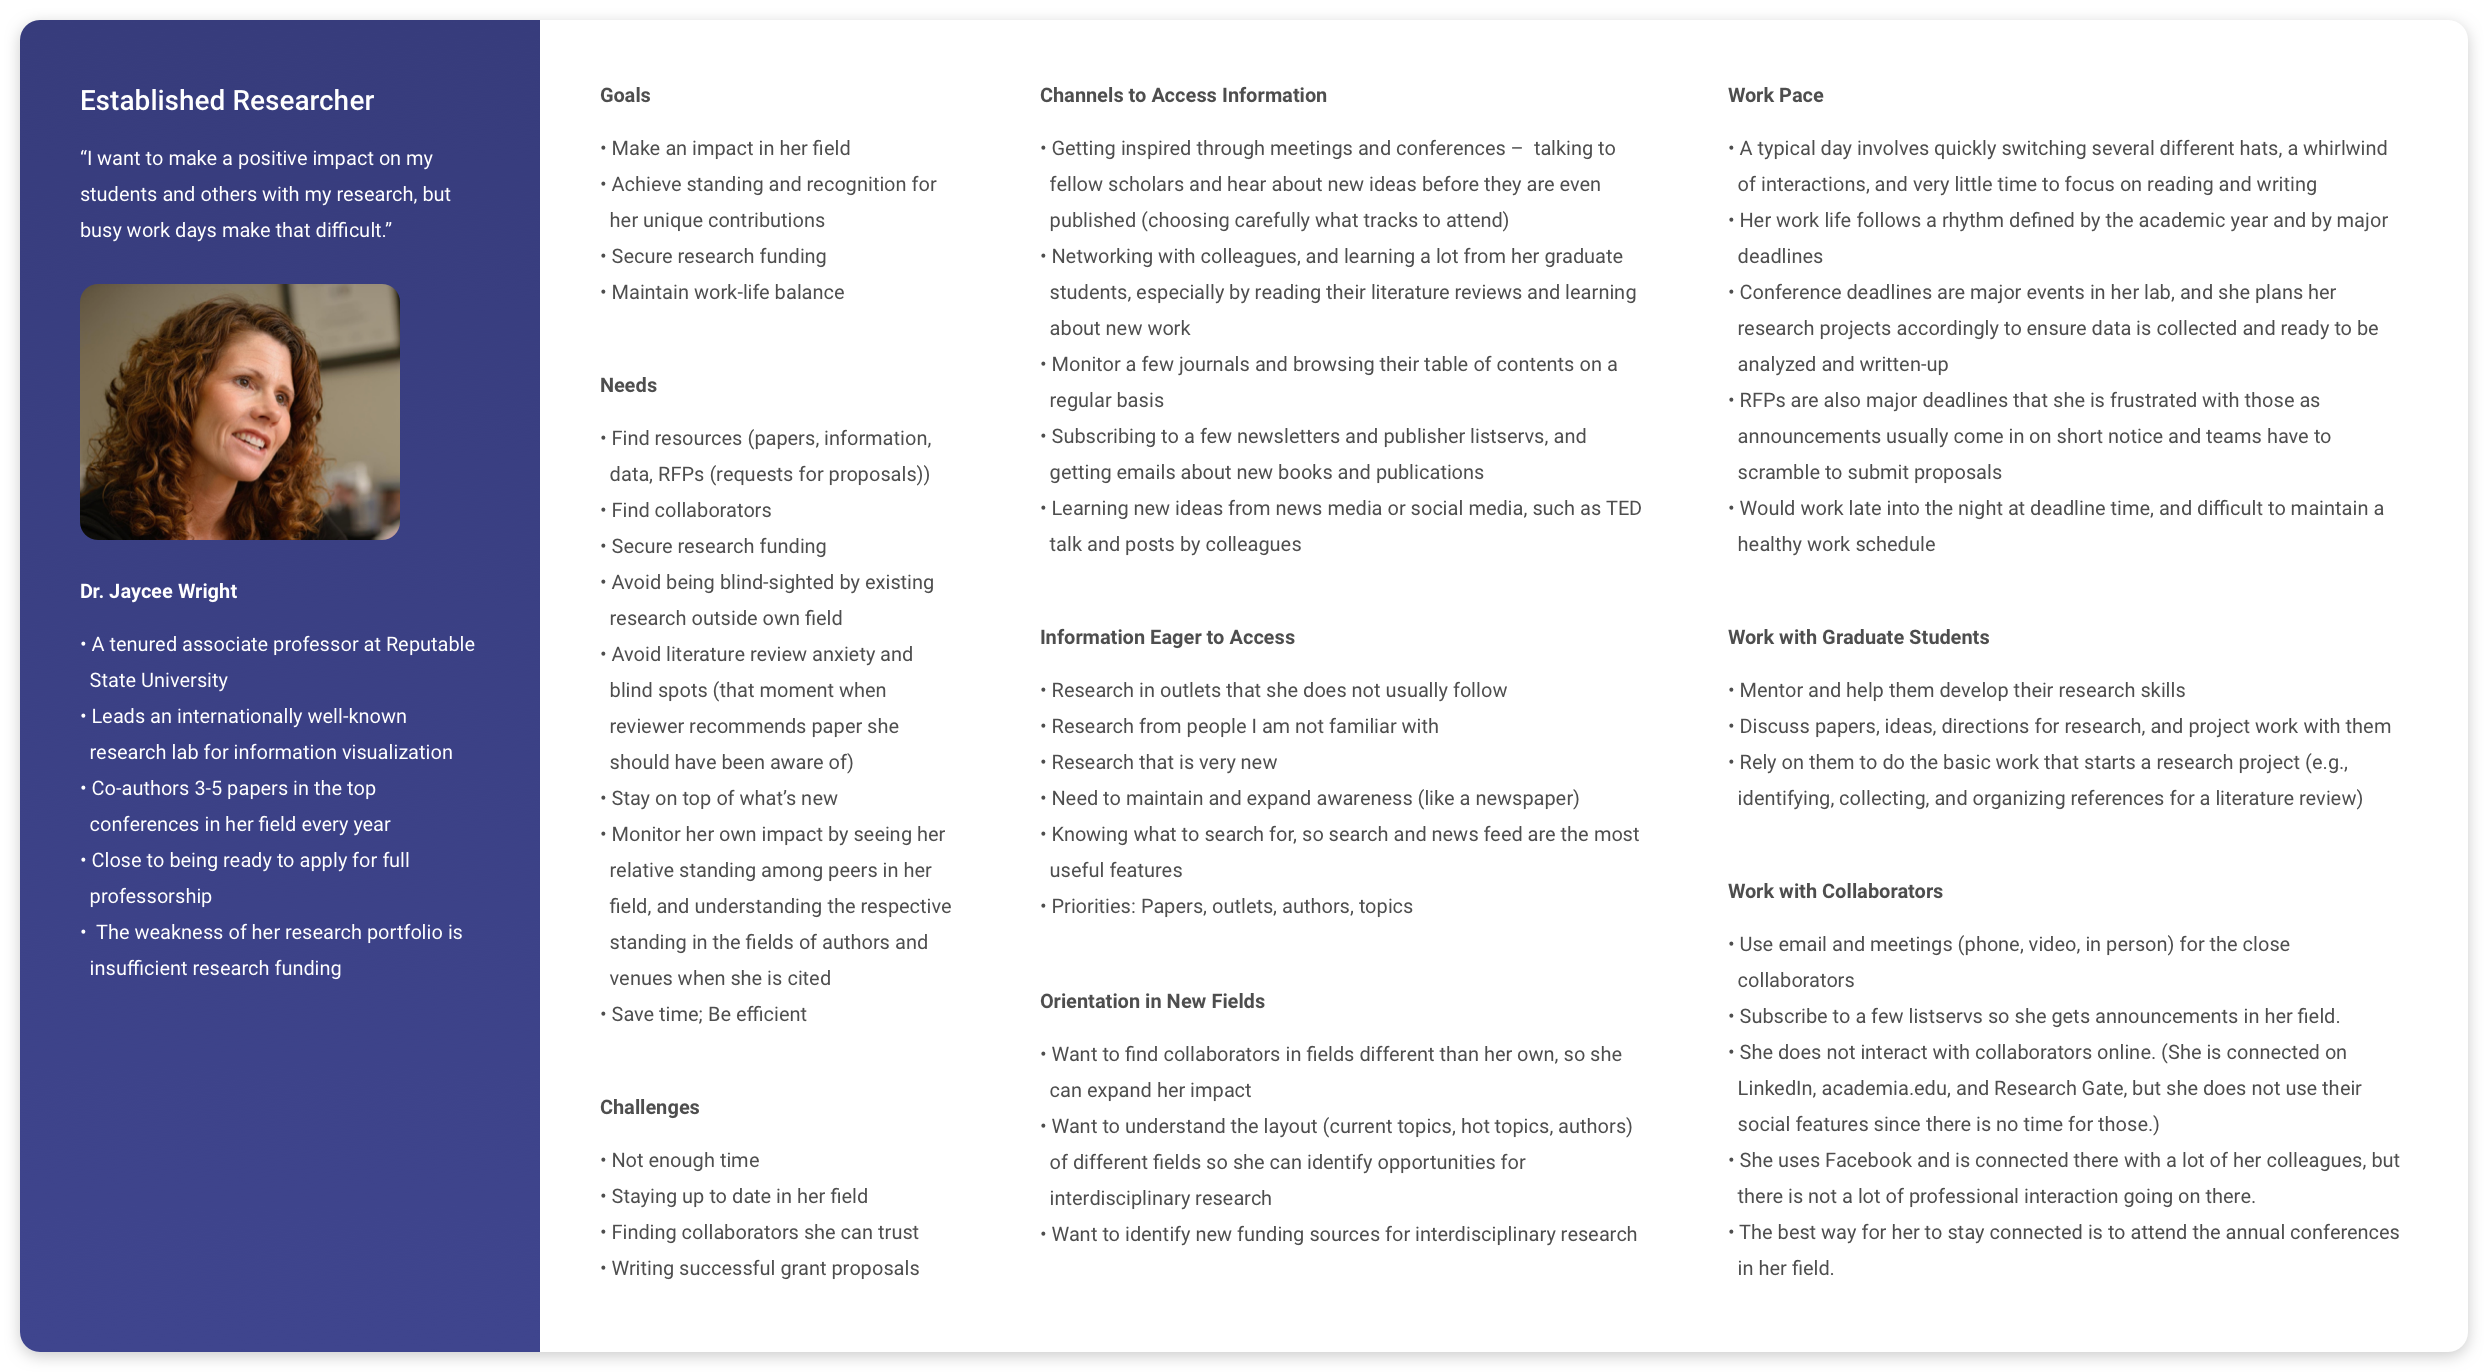 Established Researcher
“I want to make a positive impact on my
students and others with my research, but
busy work days make that difficult.”
Dr. Jaycee Wright
• A tenured associate professor at Reputable
State University
• Leads an internationally well-known
research lab for information visualization
• Co-authors 3-5 papers in the top
conferences in her field every year
• Close to being ready to apply for full
professorship
• The weakness of her research portfolio is
insufficient research funding
Goals
• Make an impact in her field
• Achieve standing and recognition for
her unique contributions
• Secure research funding
• Maintain work-life balance
Needs
• Find resources (papers, information,
data, RFPs (requests for proposals))
• Find collaborators
• Secure research funding
• Avoid being blind-sighted by existing
research outside own field
• Avoid literature review anxiety and
blind spots (that moment when
reviewer recommends paper she
should have been aware of)
• Stay on top of what’s new
• Monitor her own impact by seeing her
relative standing among peers in her
field, and understanding the respective
standing in the fields of authors and
venues when she is cited
• Save time; Be efficient
Challenges
• Not enough time
• Staying up to date in her field
• Finding collaborators she can trust
• Writing successful grant proposals
Channels to Access Information
• Getting inspired through meetings and conferences – talking to
fellow scholars and hear about new ideas before they are even
published (choosing carefully what tracks to attend)
• Networking with colleagues, and learning a lot from her graduate
students, especially by reading their literature reviews and learning
about new work
• Monitor a few journals and browsing their table of contents on a
regular basis
• Subscribing to a few newsletters and publisher listservs, and
getting emails about new books and publications
• Learning new ideas from news media or social media, such as TED
talk and posts by colleagues
Information Eager to Access
• Research in outlets that she does not usually follow
• Research from people I am not familiar with
• Research that is very new
• Need to maintain and expand awareness (like a newspaper)
• Knowing what to search for, so search and news feed are the most
useful features
• Priorities: Papers, outlets, authors, topics
Orientation in New Fields
• Want to find collaborators in fields different than her own, so she
can expand her impact
• Want to understand the layout (current topics, hot topics, authors)
of different fields so she can identify opportunities for
interdisciplinary research
• Want to identify new funding sources for interdisciplinary research
Work Pace
• A typical day involves quickly switching several different hats, a whirlwind
of interactions, and very little time to focus on reading and writing
• Her work life follows a rhythm defined by the academic year and by major
deadlines
• Conference deadlines are major events in her lab, and she plans her
research projects accordingly to ensure data is collected and ready to be
analyzed and written-up
• RFPs are also major deadlines that she is frustrated with those as
announcements usually come in on short notice and teams have to
scramble to submit proposals
• Would work late into the night at deadline time, and difficult to maintain a
healthy work schedule
Work with Graduate Students
• Mentor and help them develop their research skills
• Discuss papers, ideas, directions for research, and project work with them
• Rely on them to do the basic work that starts a research project (e.g.,
identifying, collecting, and organizing references for a literature review)
Work with Collaborators
• Use email and meetings (phone, video, in person) for the close
collaborators
• Subscribe to a few listservs so she gets announcements in her field.
• She does not interact with collaborators online. (She is connected on
LinkedIn, academia.edu, and Research Gate, but she does not use their
social features since there is no time for those.)
• She uses Facebook and is connected there with a lot of her colleagues, but
there is not a lot of professional interaction going on there.
• The best way for her to stay connected is to attend the annual conferences
in her field.